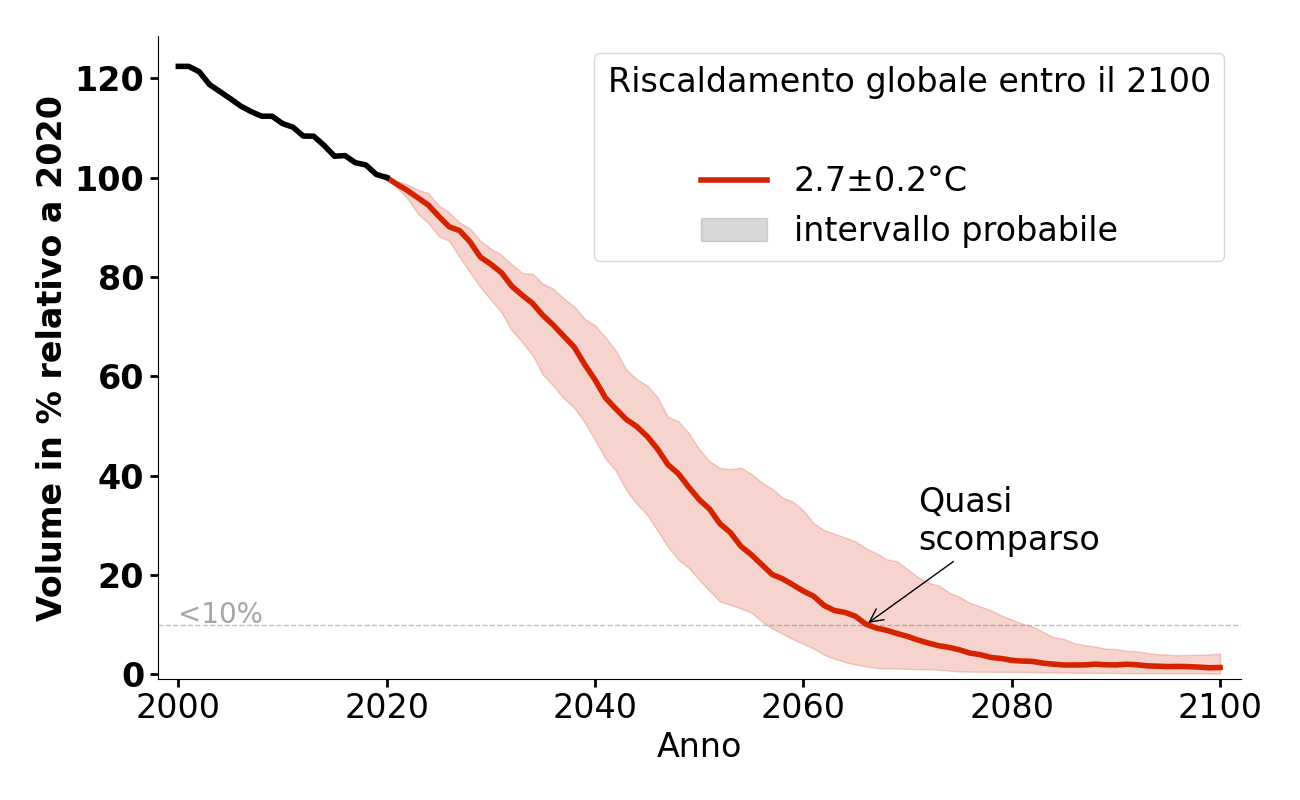 Volume in % relativo a 2020
120
100
80
60
40
20
0
Riscaldamento globale entro il 2100
2.7±0.2°C
intervallo probabile
Quasi
scomparso
<10%
2000
2020
2040
2060
2080
2100
Anno